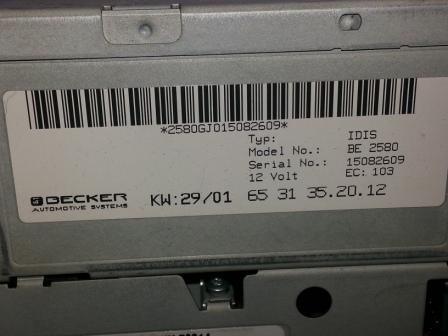 *2580GJ015082609*
Typ: IDIS
Model No.: BE 2580
Serial No.: 15082609
12 Volt EC: 103
BECKER
AUTOMOTIVE SYSTEMS
KW:29/01 65 31 35.20.12